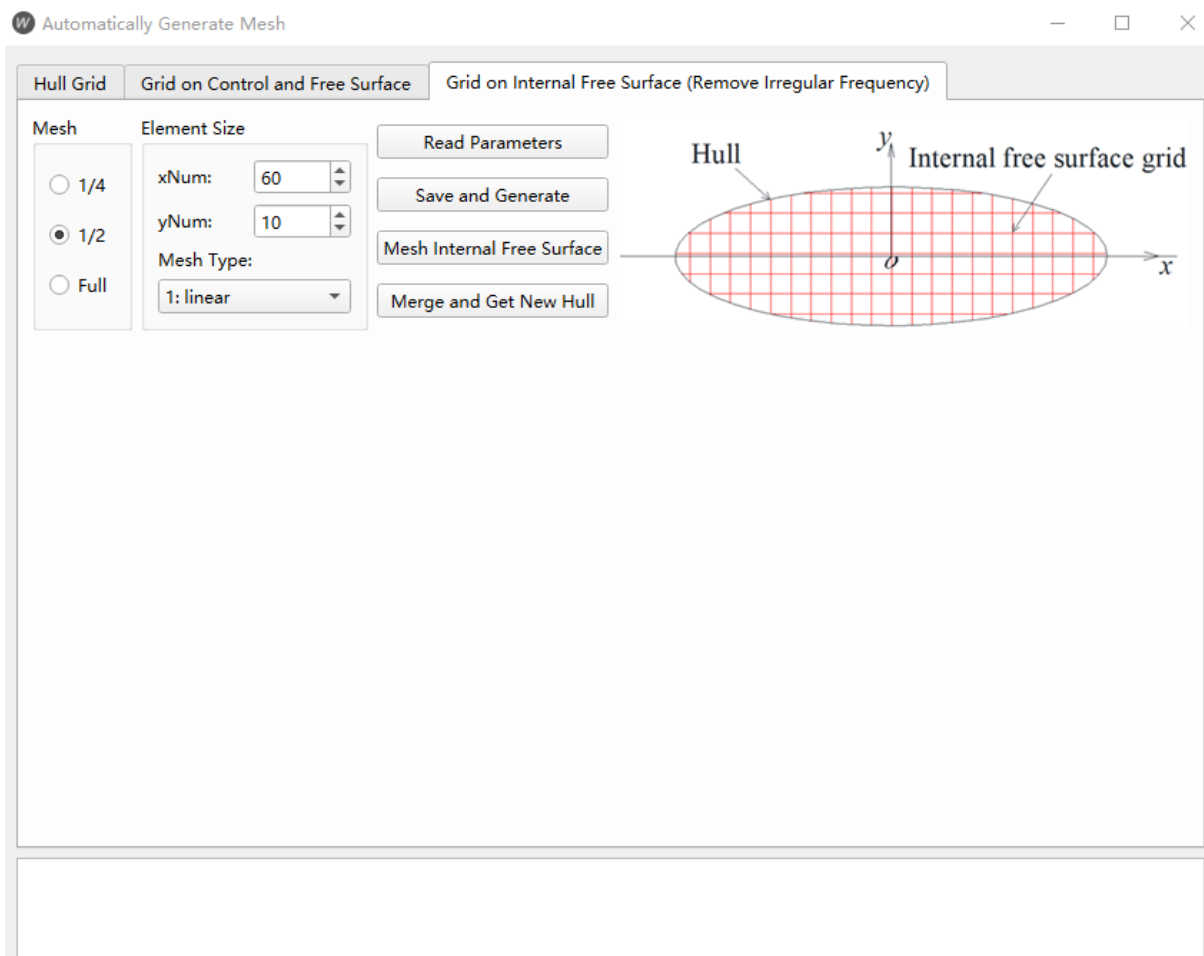 W Automatically Generate Mesh
Hull Grid
Grid on Control and Free Surface
Grid on Internal Free Surface (Remove Irregular Frequency)
Mesh
1/4
1/2
Full
Element Size
xNum: 60
yNum: 10
Mesh Type:
1: linear
Read Parameters
Save and Generate
Mesh Internal Free Surface
Merge and Get New Hull
Hull
y
Internal free surface grid
o
x